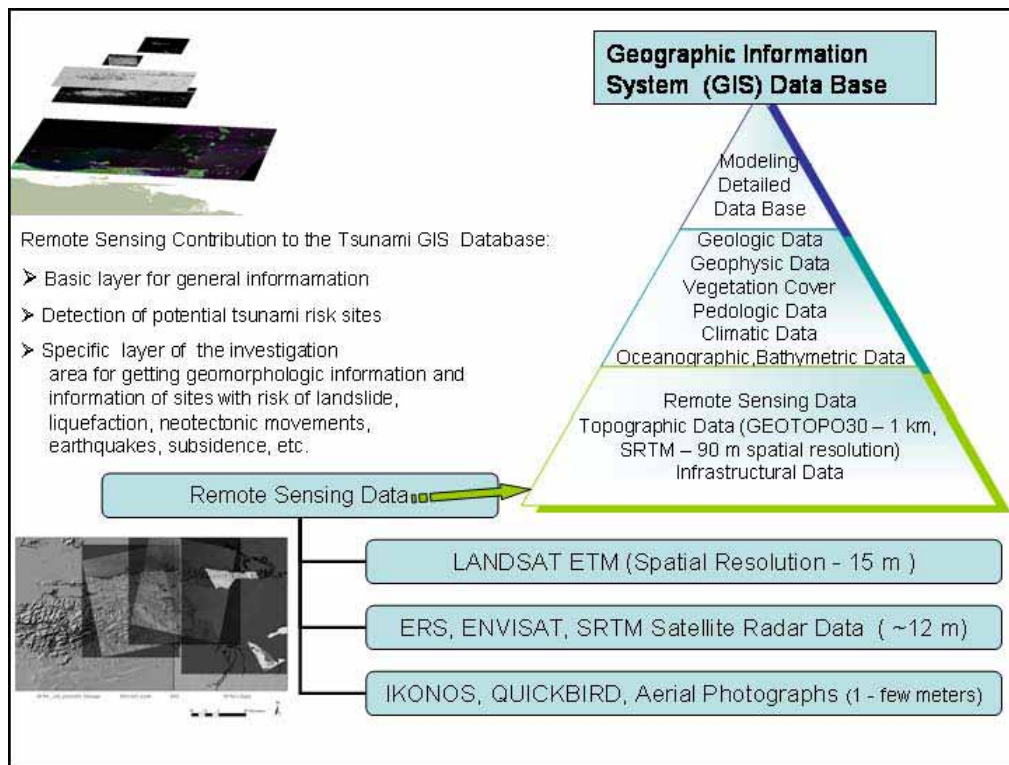 Geographic Information
System (GIS) Data Base
Modeling
Detailed
Data Base
Geologic Data
Geophysic Data
Vegetation Cover
Pedologic Data
Climatic Data
Oceanographic,Bathymetric Data
Remote Sensing Data
Topographic Data (GEOTOPO30 – 1 km,
SRTM – 90 m spatial resolution)
Infrastructural Data
Remote Sensing Contribution to the Tsunami GIS Database:
➢ Basic layer for general informamation
➢ Detection of potential tsunami risk sites
➢ Specific layer of the investigation
area for getting geomorphologic information and
information of sites with risk of landslide,
liquefaction, neotectonic movements,
earthquakes, subsidence, etc.
Remote Sensing Data
LANDSAT ETM (Spatial Resolution - 15 m )
ERS, ENVISAT, SRTM Satellite Radar Data ( ~12 m)
IKONOS, QUICKBIRD, Aerial Photographs (1 - few meters)